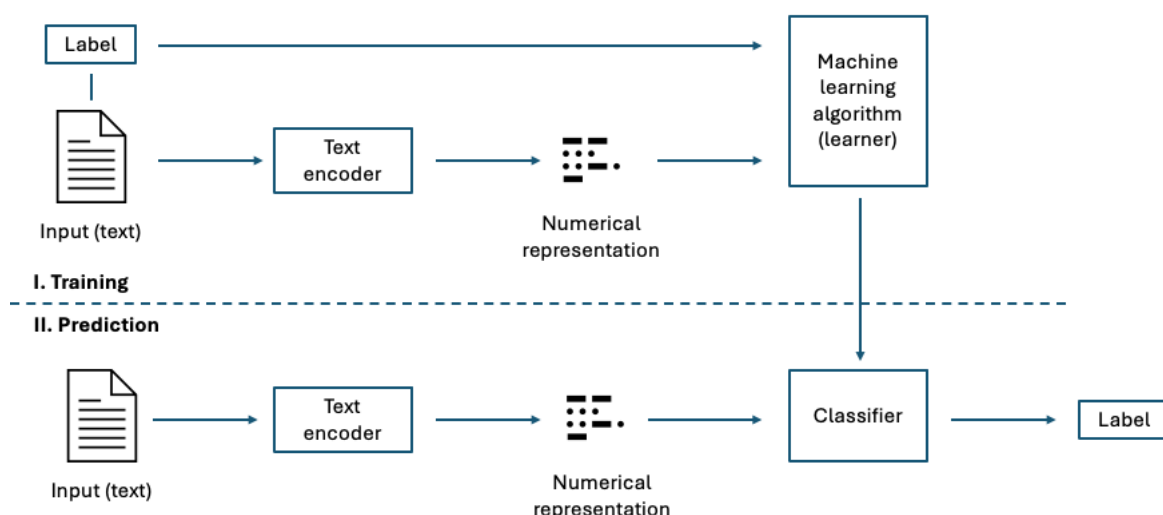 Label
Machine
learning
algorithm
(learner)
Text
encoder
Input (text)
Numerical
representation
I. Training
II. Prediction
Text
encoder
Classifier
Label
Input (text)
Numerical
representation